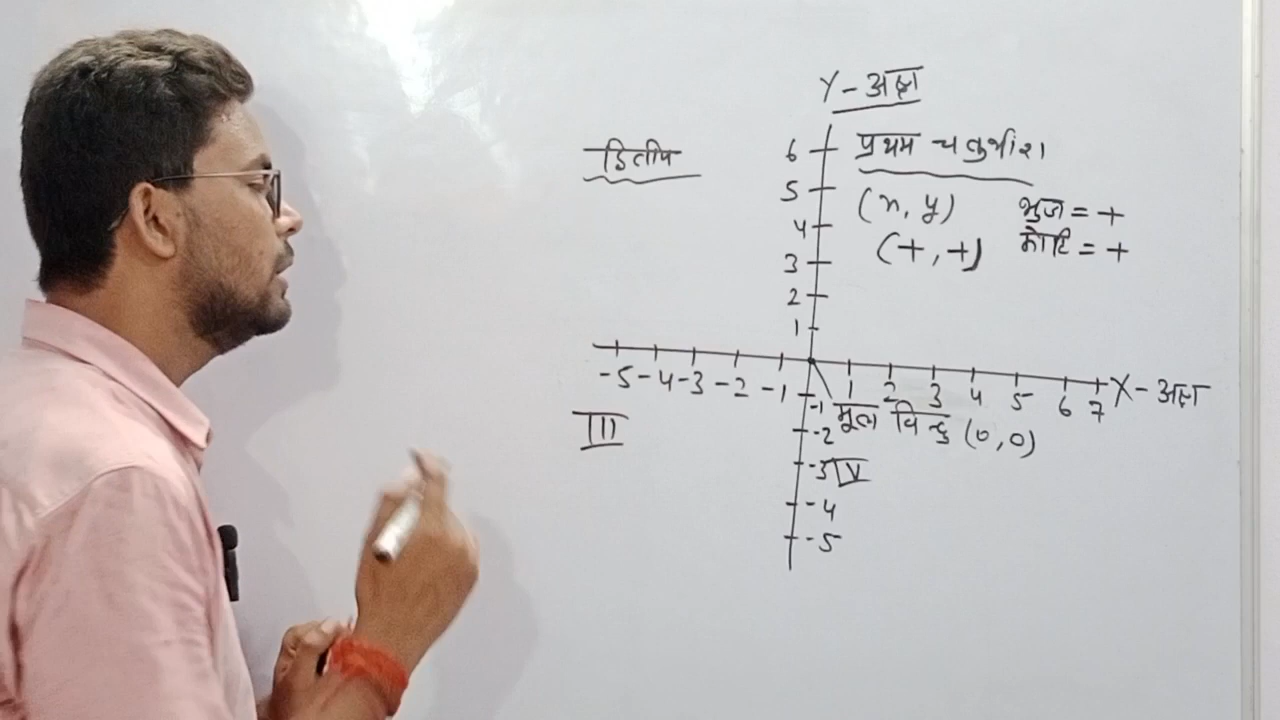 Y-अक्ष
द्वितीय
6 प्रथम चतुर्थांश
5 (x, y) भुज = +
4 (+, +) कोटि = +
3
2
1
-5 -4 -3 -2 -1 1 2 3 4 5 6 7 X-अक्ष
-1 मूल बिन्दु (0,0)
III -2
-3 IV
-4
-5